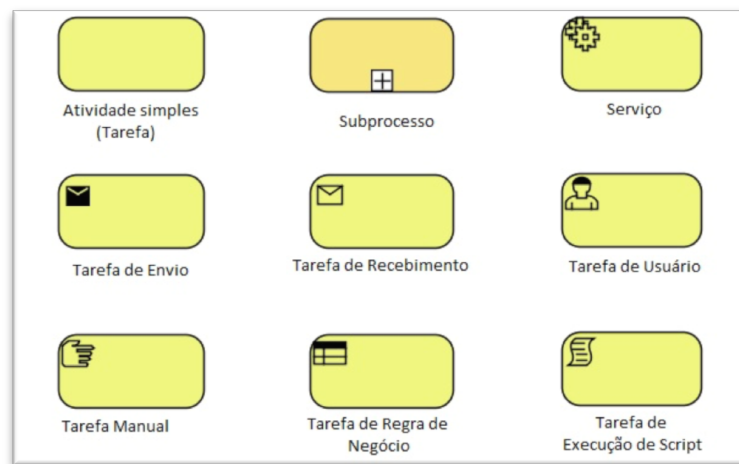 Atividade simples
(Tarefa)
Subprocesso
Serviço
Tarefa de Envio
Tarefa de Recebimento
Tarefa de Usuário
Tarefa Manual
Tarefa de Regra de
Negócio
Tarefa de
Execução de Script